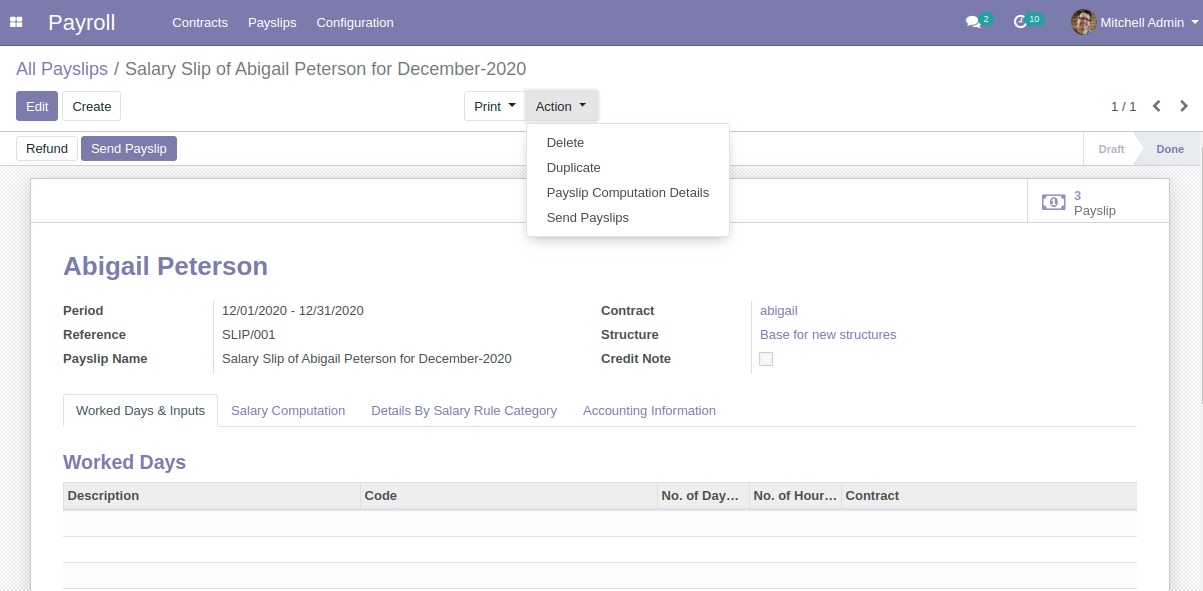 Payroll Contracts Payslips Configuration 2 10 Mitchell Admin
All Payslips / Salary Slip of Abigail Peterson for December-2020
Edit Create Print Action 1 / 1
Delete
Duplicate
Payslip Computation Details
Send Payslips
Refund Send Payslip Draft Done
3
Payslip
Abigail Peterson
Period 12/01/2020 - 12/31/2020 Contract abigail
Reference SLIP/001 Structure Base for new structures
Payslip Name Salary Slip of Abigail Peterson for December-2020 Credit Note
Worked Days & Inputs Salary Computation Details By Salary Rule Category Accounting Information
Worked Days
Description Code No. of Day… No. of Hour… Contract